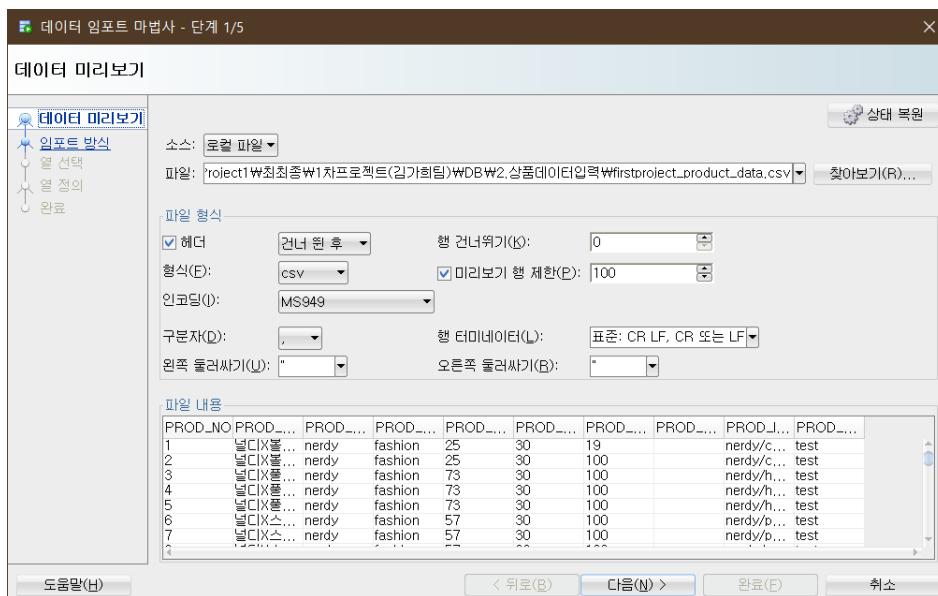 데이터 임포트 마법사 - 단계 1/5
데이터 미리보기
데이터 미리보기
임포트 방식
열 선택
열 정의
완료
상태 복원
소스: 로컬 파일
파일: Project1₩최최종₩1차프로젝트(김가희팀)₩DB₩2.상품데이터입력₩firstproject_product_data.csv 찾아보기(R)...
파일 형식
헤더 건너 뛴 후 행 건너뛰기(K): 0
형식(F): csv 미리보기 행 제한(P): 100
인코딩(I): MS949
구분자(D): , 행 터미네이터(L): 표준: CR LF, CR 또는 LF
왼쪽 둘러싸기(U): " 오른쪽 둘러싸기(B): "
파일 내용
PROD_NO PROD_... PROD_... PROD_... PROD_... PROD_... PROD_... PROD_... PROD_I... PROD_...
1 널디X볼... nerdy fashion 25 30 19 nerdy/c... test
2 널디X볼... nerdy fashion 25 30 100 nerdy/c... test
3 널디X풀... nerdy fashion 73 30 100 nerdy/h... test
4 널디X풀... nerdy fashion 73 30 100 nerdy/h... test
5 널디X풀... nerdy fashion 73 30 100 nerdy/h... test
6 널디X스... nerdy fashion 57 30 100 nerdy/p... test
7 널디X스... nerdy fashion 57 30 100 nerdy/p... test
도움말(H) < 뒤로(B) 다음(N) > 완료(F) 취소